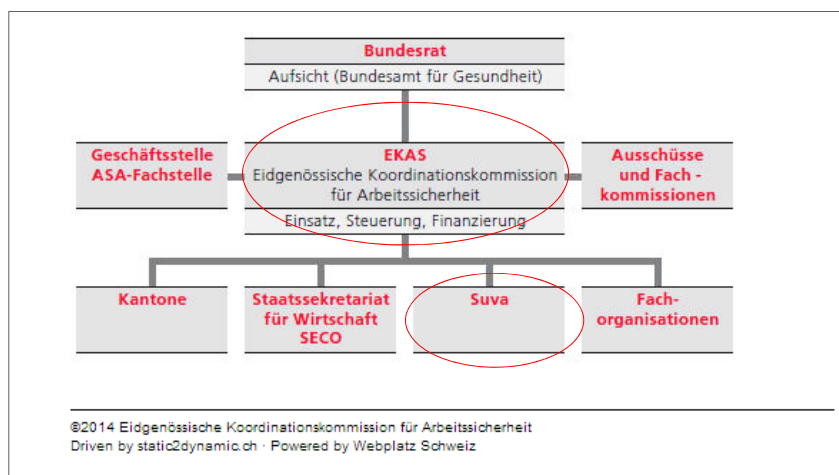 Bundesrat
Aufsicht (Bundesamt für Gesundheit)
Geschäftsstelle
ASA-Fachstelle
EKAS
Eidgenössische Koordinationskommission
für Arbeitssicherheit
Einsatz, Steuerung, Finanzierung
Ausschüsse
und Fach -
kommissionen
Kantone
Staatssekretariat
für Wirtschaft
SECO
Suva
Fach-
organisationen
©2014 Eidgenössische Koordinationskommission für Arbeitssicherheit
Driven by static2dynamic.ch · Powered by Webplatz Schweiz